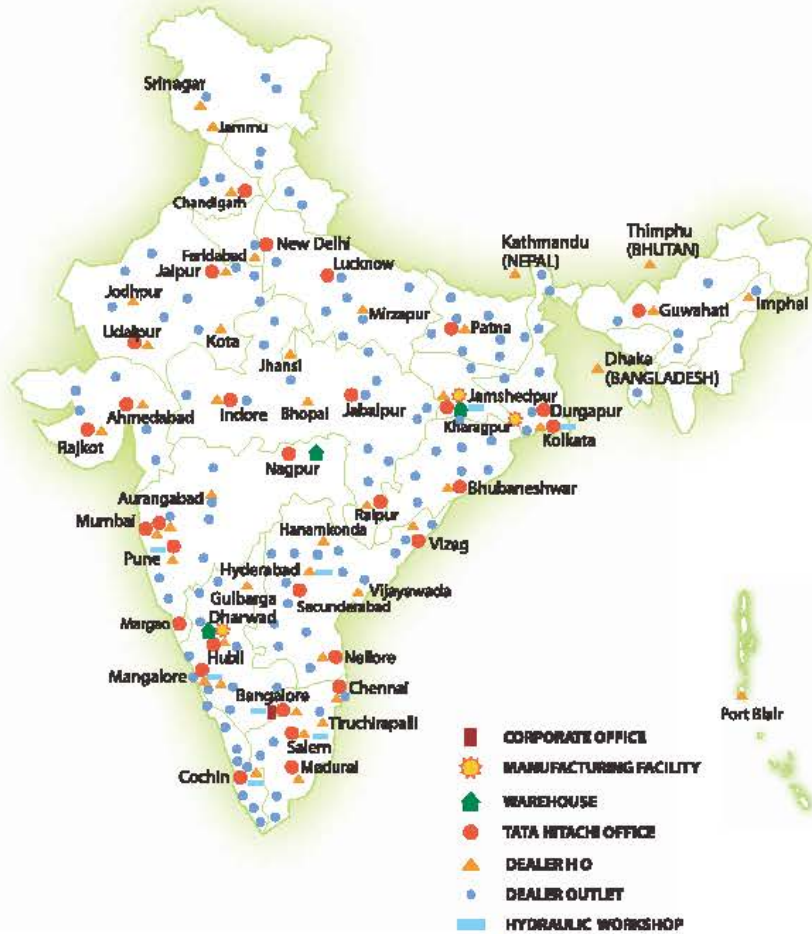 Srinagar
Jammu
Chandigarh
New Delhi
Faridabad
Lucknow
Jaipur
Kathmandu
(NEPAL)
Thimphu
(BHUTAN)
Jodhpur
Mirzapur
Guwahati
Imphal
Udaipur
Kota
Patna
Jhansi
Dhaka
(BANGLADESH)
Ahmedabad
Indore
Bhopal
Jabalpur
Jamshedpur
Durgapur
Kharagpur
Kolkata
Rajkot
Nagpur
Aurangabad
Bhubaneshwar
Raipur
Mumbai
Hanamkonda
Vizag
Pune
Hyderabad
Vijayawada
Gulbarga
Secunderabad
Dharwad
Margao
Hubli
Nellore
Mangalore
Chennai
Bangalore
Tiruchirapalli
Port Blair
Salem
Madurai
Cochin
CORPORATE OFFICE
MANUFACTURING FACILITY
WAREHOUSE
TATA HITACHI OFFICE
DEALER H O
DEALER OUTLET
HYDRAULIC WORKSHOP